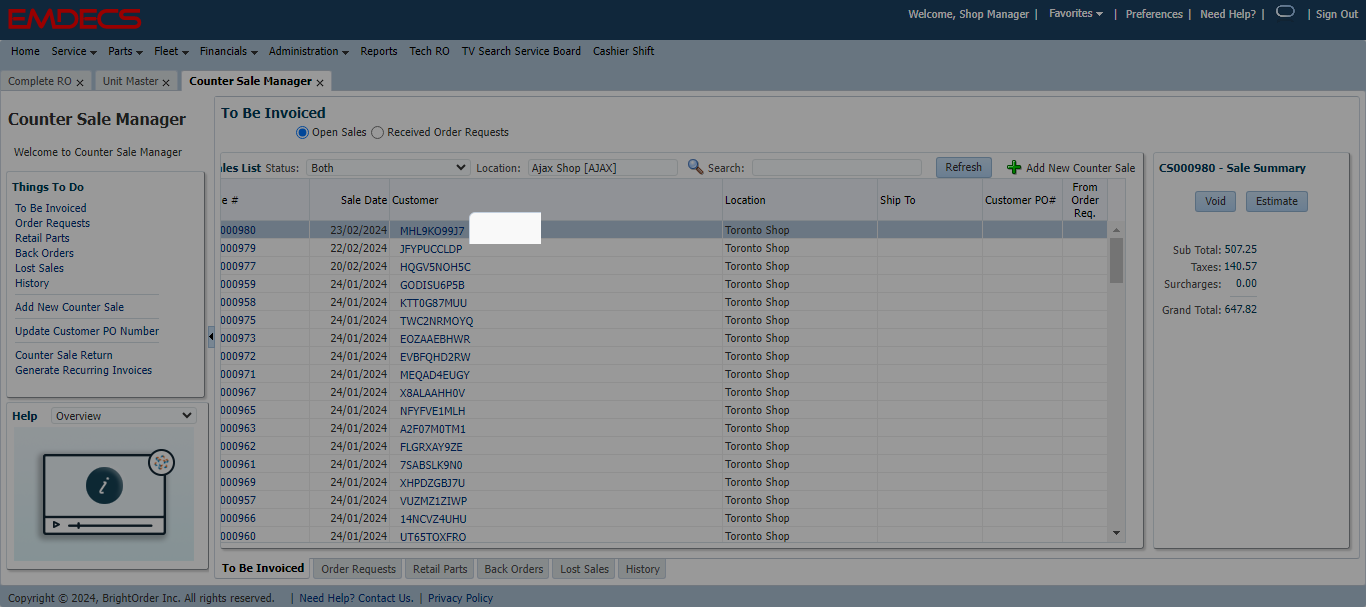 EMDECS
Welcome, Shop Manager | Favorites | Preferences | Need Help? | | Sign Out
Home Service Parts Fleet Financials Administration Reports Tech RO TV Search Service Board Cashier Shift
Complete RO x Unit Master x Counter Sale Manager x
Counter Sale Manager
Welcome to Counter Sale Manager
Things To Do
To Be Invoiced
Order Requests
Retail Parts
Back Orders
Lost Sales
History
Add New Counter Sale
Update Customer PO Number
Counter Sale Return
Generate Recurring Invoices
Help Overview
i
To Be Invoiced
Open Sales Received Order Requests
ales List Status: Both Location: Ajax Shop [AJAX] Search: Refresh Add New Counter Sale
e # Sale Date Customer Location Ship To Customer PO# From Order Req.
000980 23/02/2024 MHL9KO99J7 Toronto Shop
000979 22/02/2024 JFYPUCCLDP Toronto Shop
000977 20/02/2024 HQGV5NOH5C Toronto Shop
000959 24/01/2024 GODISU6P5B Toronto Shop
000958 24/01/2024 KTT0G87MUU Toronto Shop
000975 24/01/2024 TWC2NRMOYQ Toronto Shop
000973 24/01/2024 EOZAAEBHWR Toronto Shop
000972 24/01/2024 EVBFQHD2RW Toronto Shop
000971 24/01/2024 MEQAD4EUGY Toronto Shop
000967 24/01/2024 X8ALAAHH0V Toronto Shop
000965 24/01/2024 NFYFVE1MLH Toronto Shop
000963 24/01/2024 A2F07M0TM1 Toronto Shop
000962 24/01/2024 FLGRXAY9ZE Toronto Shop
000961 24/01/2024 7SABSLK9N0 Toronto Shop
000969 24/01/2024 XHPDZGBJ7U Toronto Shop
000957 24/01/2024 VUZMZ1ZIWP Toronto Shop
000966 24/01/2024 14NCVZ4UHU Toronto Shop
000960 24/01/2024 UT65TOXFRO Toronto Shop
CS000980 - Sale Summary
Void Estimate
Sub Total: 507.25
Taxes: 140.57
Surcharges: 0.00
Grand Total: 647.82
To Be Invoiced Order Requests Retail Parts Back Orders Lost Sales History
Copyright © 2024, BrightOrder Inc. All rights reserved. | Need Help? Contact Us. | Privacy Policy